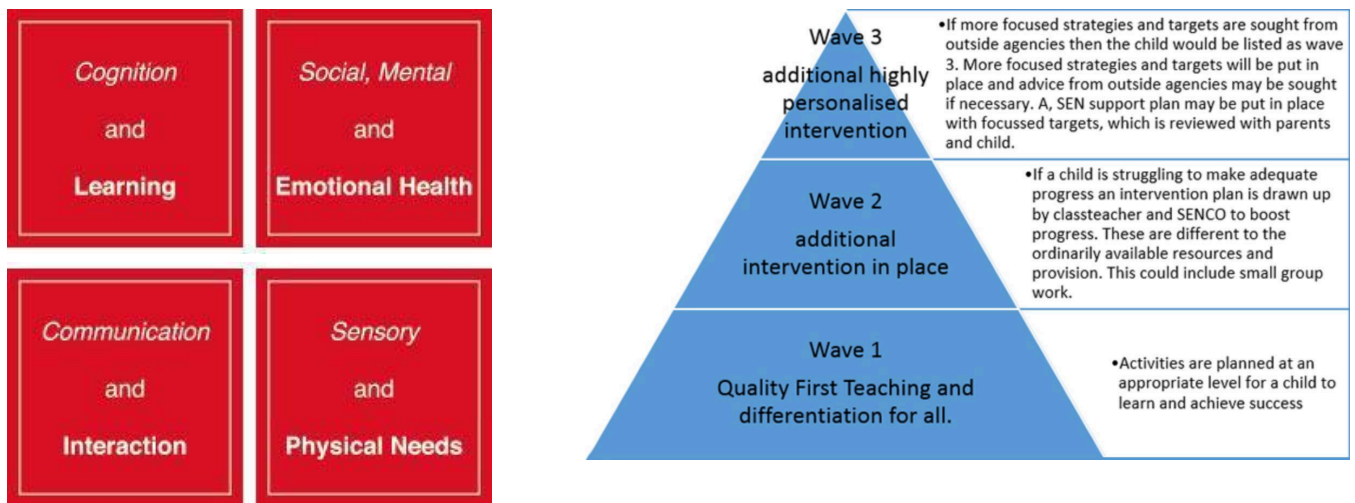 Cognition
and
Learning
Social, Mental
and
Emotional Health
Communication
and
Interaction
Sensory
and
Physical Needs
Wave 3
additional highly
personalised
intervention
•If more focused strategies and targets are sought from
outside agencies then the child would be listed as wave
3. More focused strategies and targets will be put in
place and advice from outside agencies may be sought
if necessary. A, SEN support plan may be put in place
with focussed targets, which is reviewed with parents
and child.
Wave 2
additional
intervention in place
•If a child is struggling to make adequate
progress an intervention plan is drawn up
by classteacher and SENCO to boost
progress. These are different to the
ordinarily available resources and
provision. This could include small group
work.
Wave 1
Quality First Teaching and
differentiation for all.
•Activities are planned at an
appropriate level for a child to
learn and achieve success